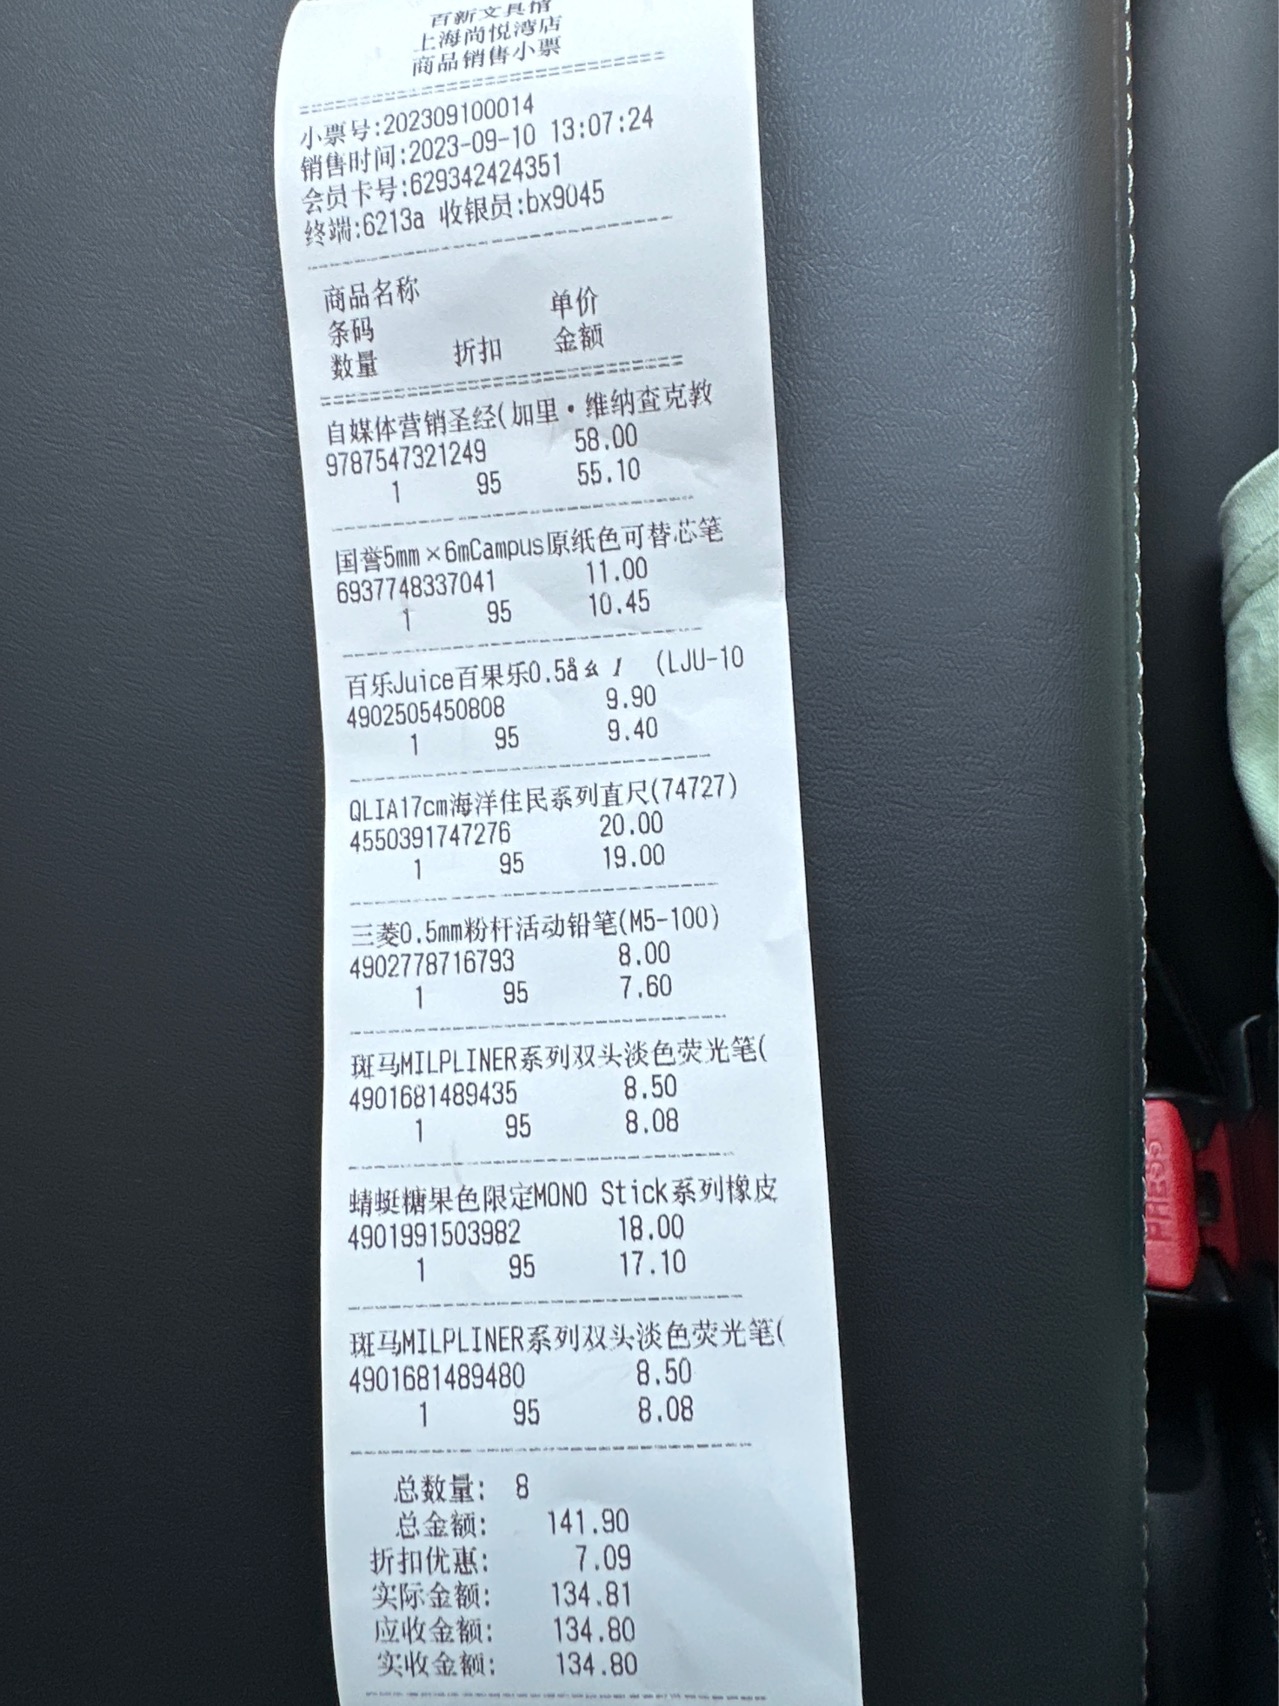 百新文具馆
上海尚悦湾店
商品销售小票
小票号:202309100014
销售时间:2023-09-10 13:07:24
会员卡号:629342424351
终端:6213a 收银员:bx9045
商品名称
条码 单价
数量 折扣 金额
自媒体营销圣经(加里·维纳查克教
9787547321249 58.00
1 95 55.10
国誉5mm×6mCampus原纸色可替芯笔
6937748337041 11.00
1 95 10.45
百乐Juice百果乐0.5å (LJU-10
4902505450808 9.90
1 95 9.40
QLIA17cm海洋住民系列直尺(74727)
4550391747276 20.00
1 95 19.00
三菱0.5mm粉杆活动铅笔(M5-100)
4902778716793 8.00
1 95 7.60
斑马MILPLINER系列双头淡色荧光笔(
4901681489435 8.50
1 95 8.08
蜻蜓糖果色限定MONO Stick系列橡皮
4901991503982 18.00
1 95 17.10
斑马MILPLINER系列双头淡色荧光笔(
4901681489480 8.50
1 95 8.08
总数量: 8
总金额: 141.90
折扣优惠: 7.09
实际金额: 134.81
应收金额: 134.80
实收金额: 134.80
PRESS